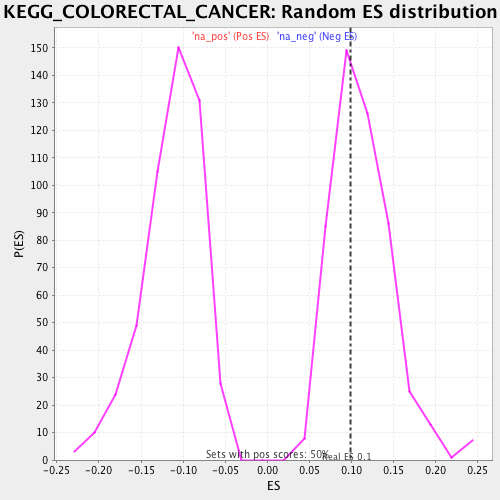 KEGG_COLORECTAL_CANCER: Random ES distribution
'na_pos' (Pos ES) 'na_neg' (Neg ES)
150
140
130
120
110
100
90
80
70
60
50
40
30
20
10
0
P(ES)
Sets with pos scores: 50%
Real ES 0.1
-0.25 -0.20 -0.15 -0.10 -0.05 0.00 0.05 0.10 0.15 0.20 0.25
ES